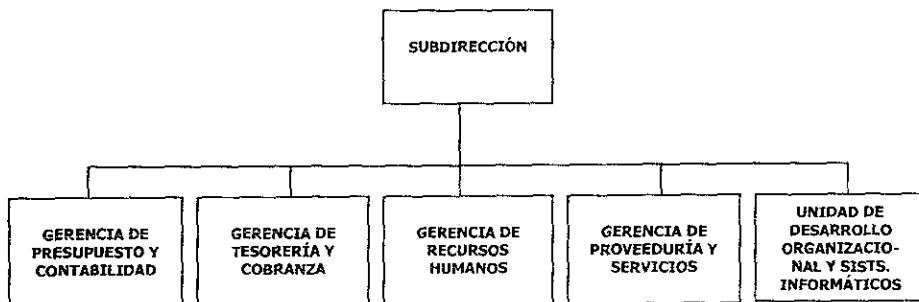 SUBDIRECCIÓN
GERENCIA DE
PRESUPUESTO Y
CONTABILIDAD
GERENCIA DE
TESORERÍA Y
COBRANZA
GERENCIA DE
RECURSOS
HUMANOS
GERENCIA DE
PROVEEDURÍA Y
SERVICIOS
UNIDAD DE
DESARROLLO
ORGANIZACIO-
NAL Y SISTS.
INFORMÁTICOS